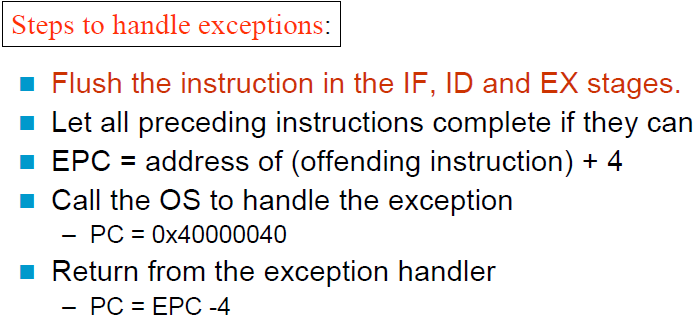 Steps to handle exceptions:
Flush the instruction in the IF, ID and EX stages.
Let all preceding instructions complete if they can
EPC = address of (offending instruction) + 4
Call the OS to handle the exception
– PC = 0x40000040
Return from the exception handler
– PC = EPC -4